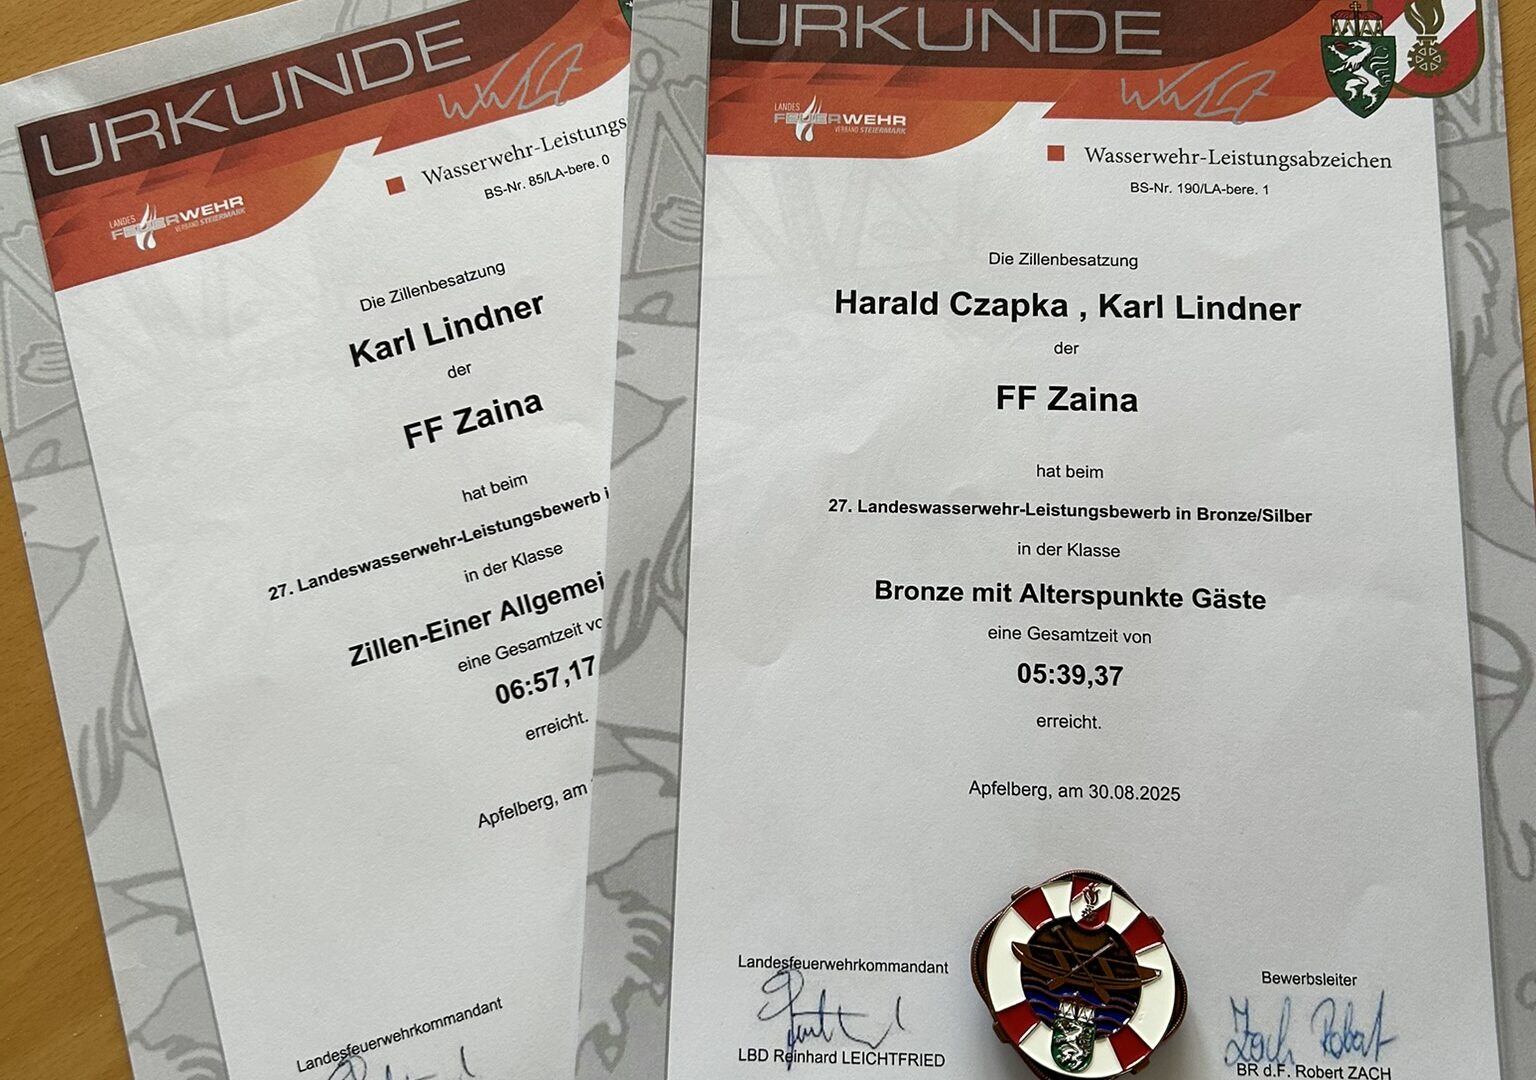 URKUNDE
WWLA
LANDES
FEUERWEHR
VERBAND STEIERMARK
Wasserwehr-Leistungs
BS-Nr. 85/LA-bere. 0
Die Zillenbesatzung
Karl Lindner
der
FF Zaina
hat beim
27. Landeswasserwehr-Leistungsbewerb i
in der Klasse
Zillen-Einer Allgemei
eine Gesamtzeit vo
06:57,17
erreicht.
Apfelberg, am
Landesfeuerwehrkommandant
URKUNDE
WWLA
LANDES
FEUERWEHR
VERBAND STEIERMARK
Wasserwehr-Leistungsabzeichen
BS-Nr. 190/LA-bere. 1
Die Zillenbesatzung
Harald Czapka , Karl Lindner
der
FF Zaina
hat beim
27. Landeswasserwehr-Leistungsbewerb in Bronze/Silber
in der Klasse
Bronze mit Alterspunkte Gäste
eine Gesamtzeit von
05:39,37
erreicht.
Apfelberg, am 30.08.2025
Landesfeuerwehrkommandant
LBD Reinhard LEICHTFRIED
Bewerbsleiter
Zach Robert
BR d.F. Robert ZACH